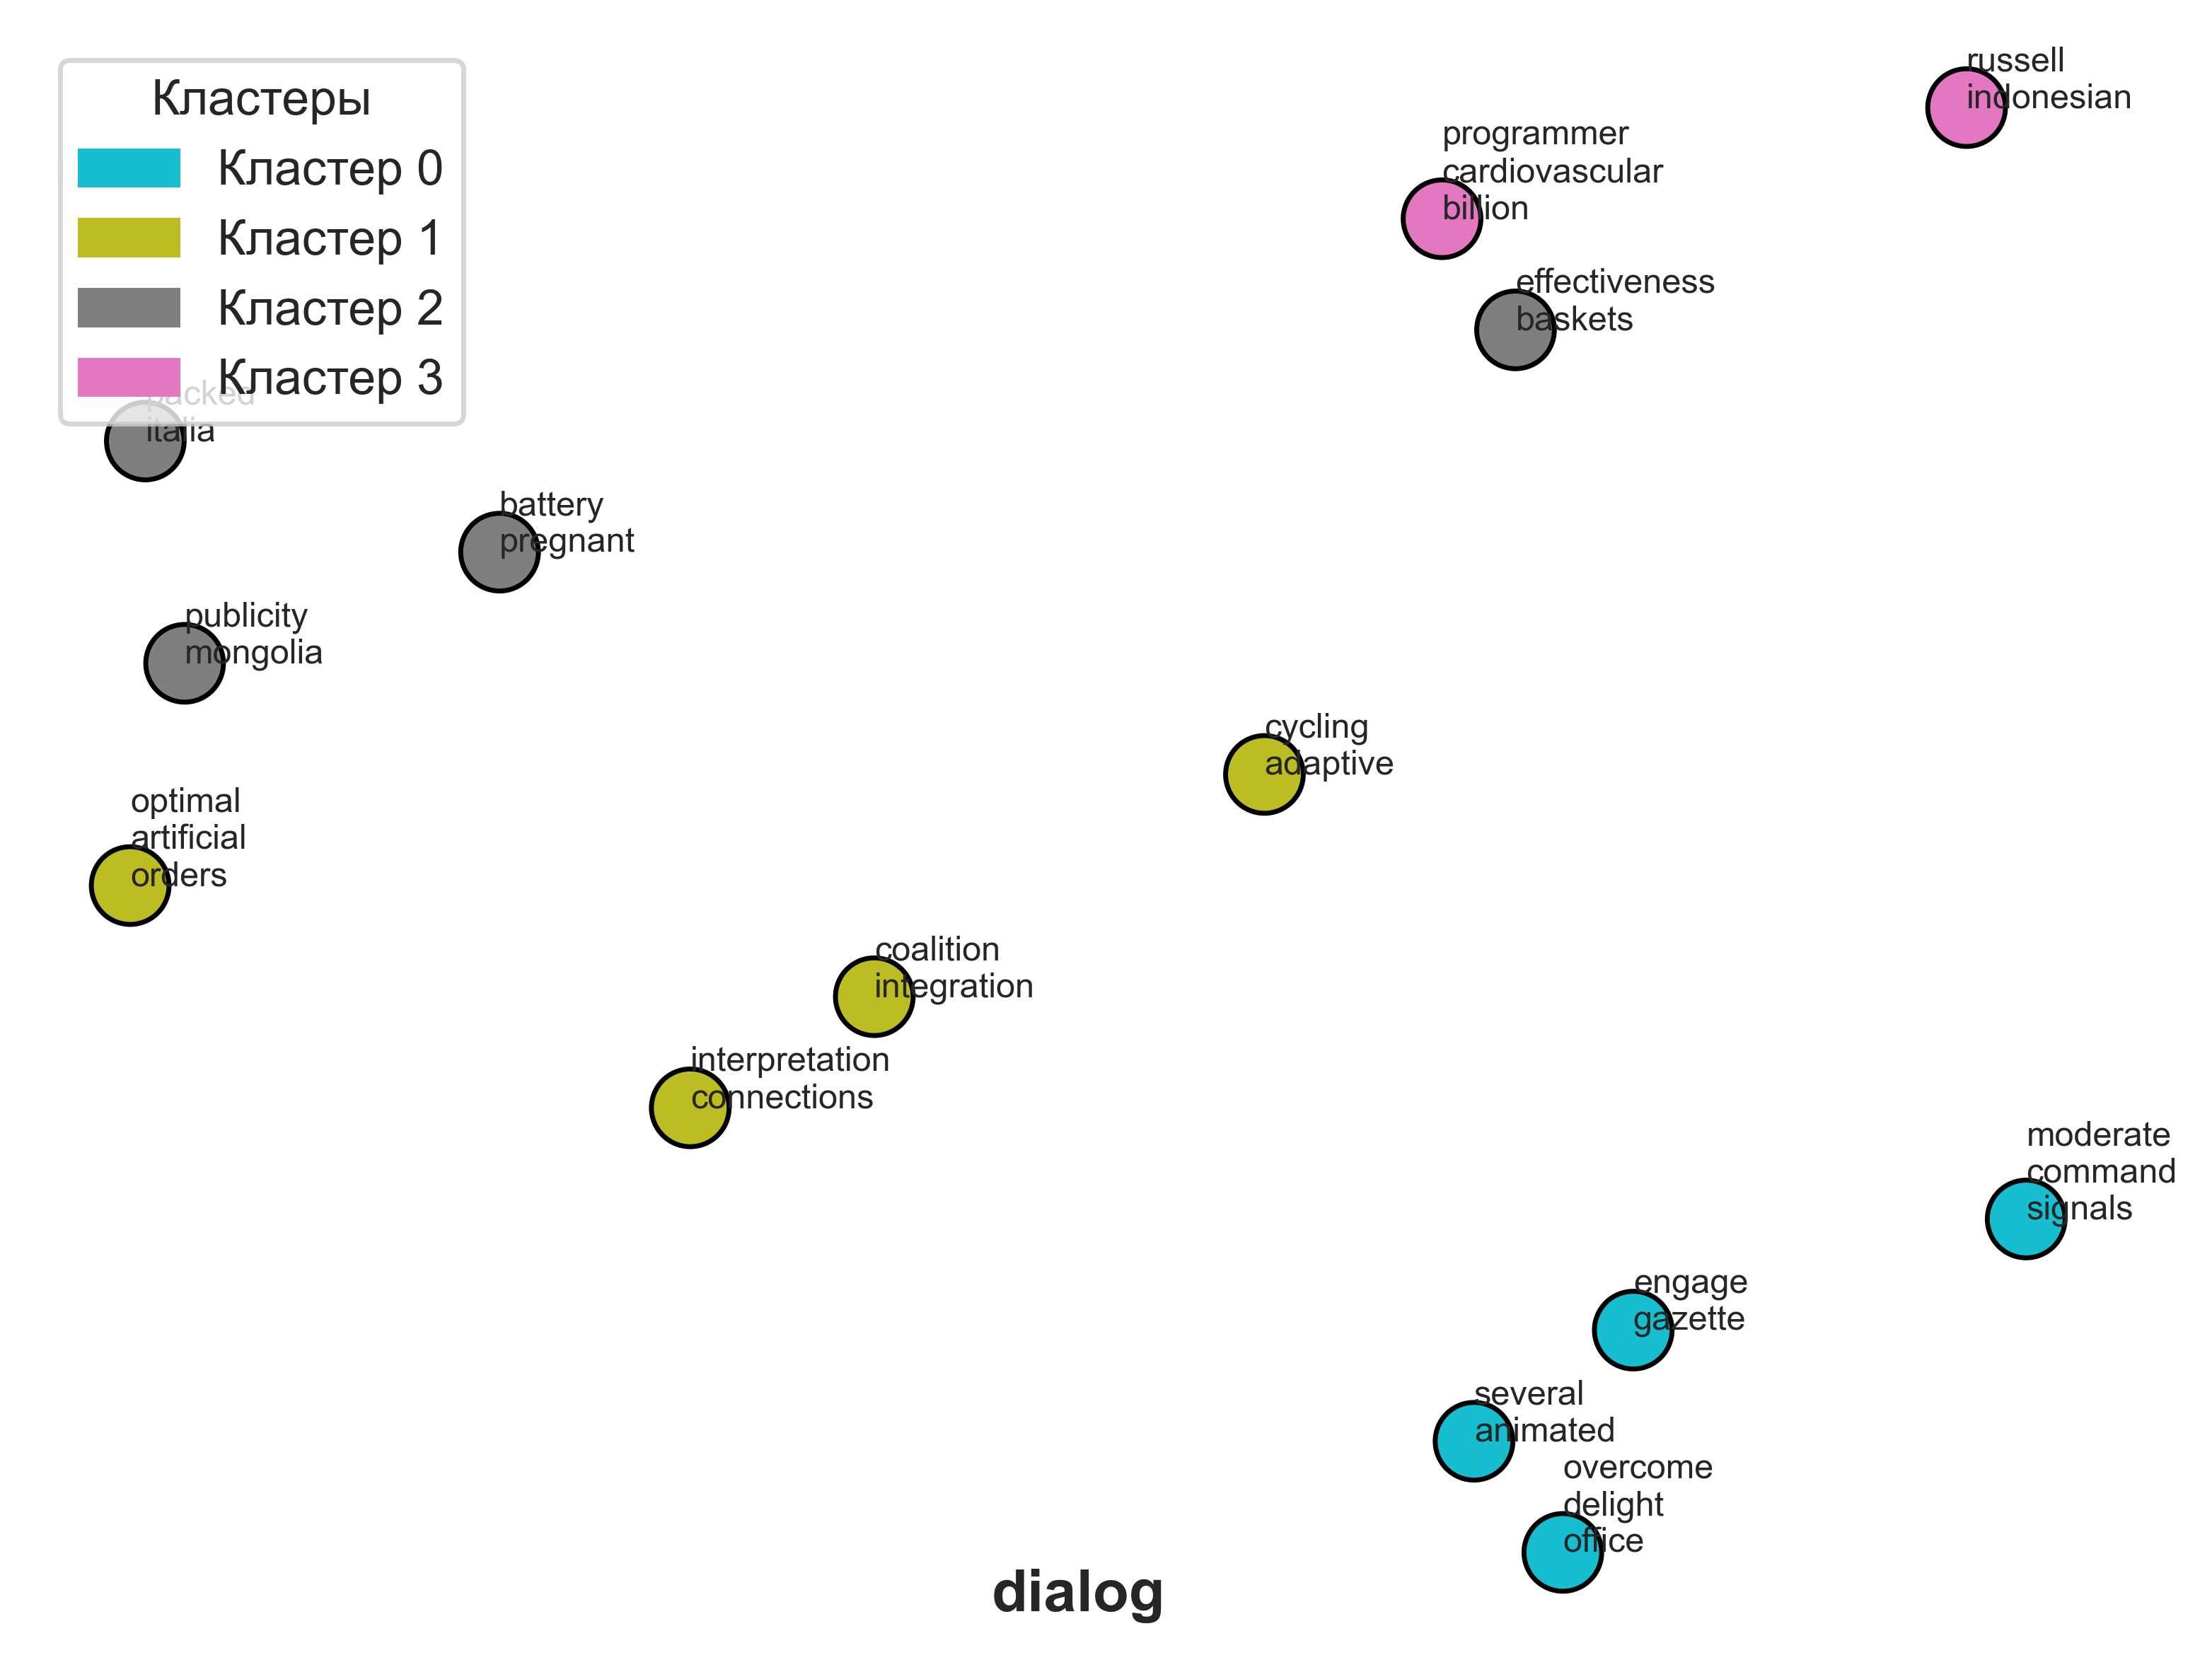 Кластеры
Кластер 0
Кластер 1
Кластер 2
Кластер 3
russell
indonesian
programmer
cardiovascular
billion
effectiveness
baskets
italia
battery
pregnant
publicity
mongolia
cycling
adaptive
optimal
artificial
orders
coalition
integration
interpretation
connections
moderate
command
signals
engage
gazette
several
animated
overcome
delight
office
dialog